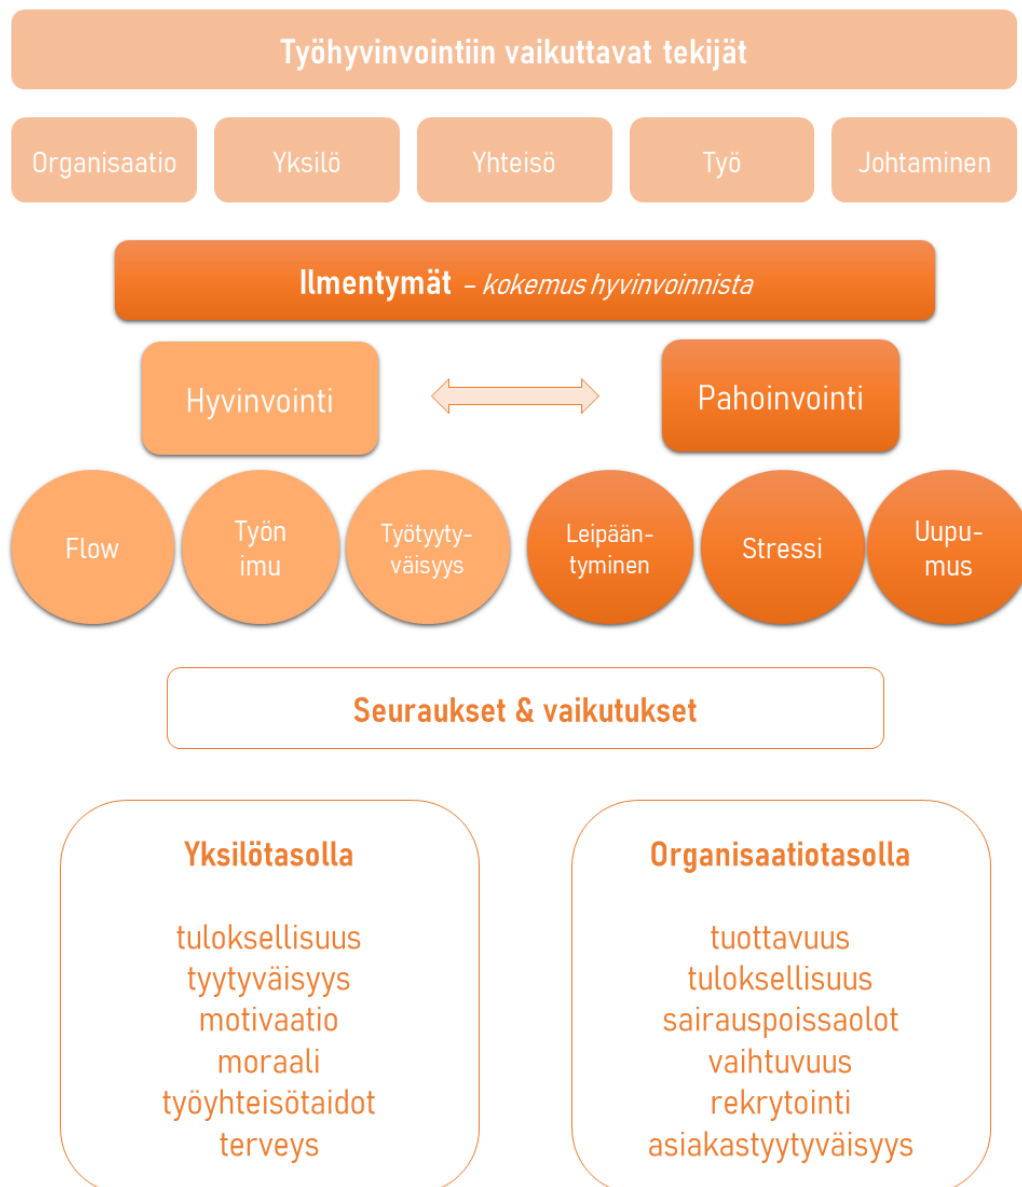 Työhyvinvointiin vaikuttavat tekijät
Organisaatio
Yksilö
Yhteisö
Työ
Johtaminen
Ilmentymät – kokemus hyvinvoinnista
Hyvinvointi
Pahoinvointi
Flow
Työn
imu
Työtyyty-
väisyys
Leipään-
tyminen
Stressi
Uupu-
mus
Seuraukset & vaikutukset
Yksilötasolla
tuloksellisuus
tyytyväisyys
motivaatio
moraali
työyhteisötaidot
terveys
Organisaatiotasolla
tuottavuus
tuloksellisuus
sairauspoissaolot
vaihtuvuus
rekrytointi
asiakastyytyväisyys